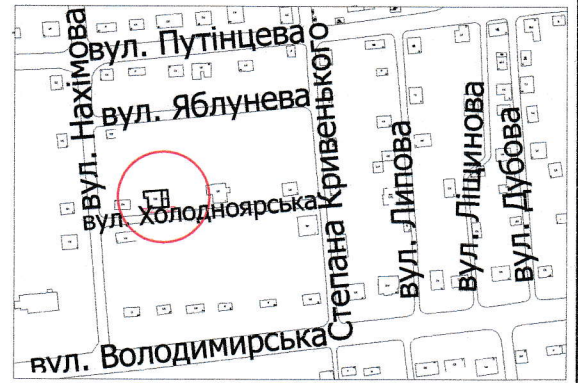 вул. Путінцева
вул. Нахімова
вул. Яблунева
вул. Холодноярська
Степана Кривенького
вул. Липова
вул. Ліщинова
вул. Дубова
вул. Володимирська